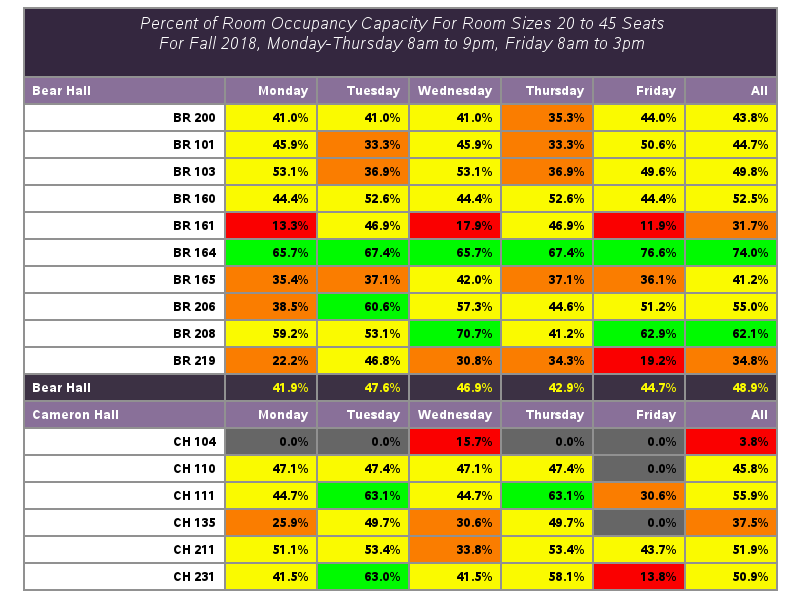 Percent of Room Occupancy Capacity For Room Sizes 20 to 45 Seats
For Fall 2018, Monday-Thursday 8am to 9pm, Friday 8am to 3pm
Bear Hall Monday Tuesday Wednesday Thursday Friday All
BR 200 41.0% 41.0% 41.0% 35.3% 44.0% 43.8%
BR 101 45.9% 33.3% 45.9% 33.3% 50.6% 44.7%
BR 103 53.1% 36.9% 53.1% 36.9% 49.6% 49.8%
BR 160 44.4% 52.6% 44.4% 52.6% 44.4% 52.5%
BR 161 13.3% 46.9% 17.9% 46.9% 11.9% 31.7%
BR 164 65.7% 67.4% 65.7% 67.4% 76.6% 74.0%
BR 165 35.4% 37.1% 42.0% 37.1% 36.1% 41.2%
BR 206 38.5% 60.6% 57.3% 44.6% 51.2% 55.0%
BR 208 59.2% 53.1% 70.7% 41.2% 62.9% 62.1%
BR 219 22.2% 46.8% 30.8% 34.3% 19.2% 34.8%
Bear Hall 41.9% 47.6% 46.9% 42.9% 44.7% 48.9%
Cameron Hall Monday Tuesday Wednesday Thursday Friday All
CH 104 0.0% 0.0% 15.7% 0.0% 0.0% 3.8%
CH 110 47.1% 47.4% 47.1% 47.4% 0.0% 45.8%
CH 111 44.7% 63.1% 44.7% 63.1% 30.6% 55.9%
CH 135 25.9% 49.7% 30.6% 49.7% 0.0% 37.5%
CH 211 51.1% 53.4% 33.8% 53.4% 43.7% 51.9%
CH 231 41.5% 63.0% 41.5% 58.1% 13.8% 50.9%